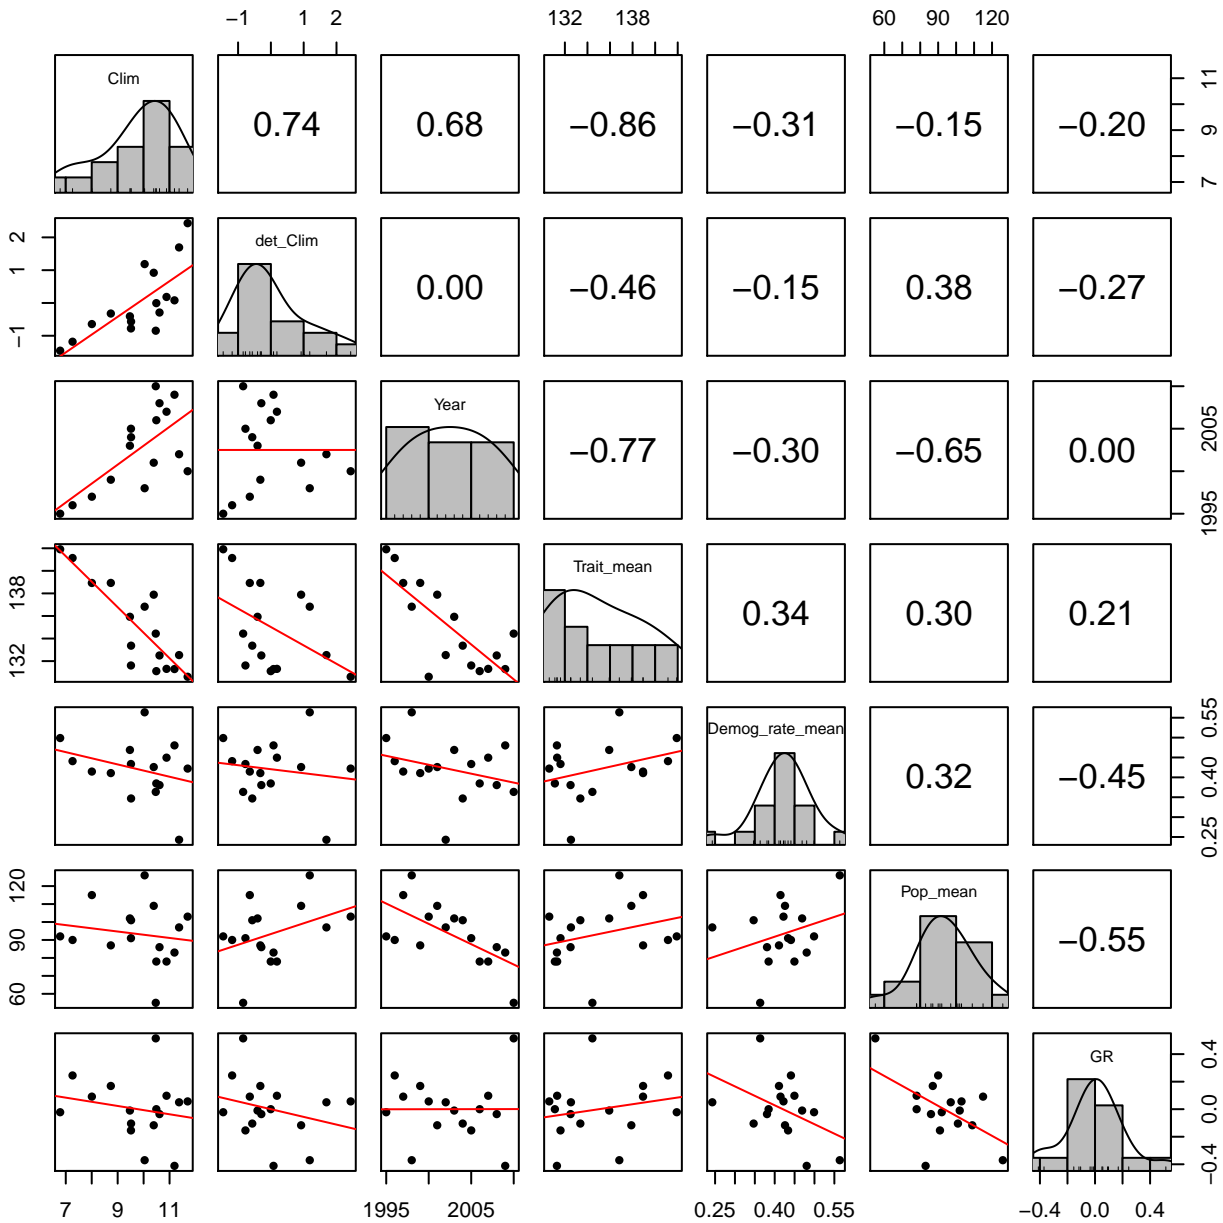 −1 1 2 132 138 60 90 120
Clim 0.74 0.68 −0.86 −0.31 −0.15 −0.20 7 9 11
−1 1 2 det_Clim 0.00 −0.46 −0.15 0.38 −0.27
Year −0.77 −0.30 −0.65 0.00 1995 2005
132 138 Trait_mean 0.34 0.30 0.21
Demog_rate_mean 0.32 −0.45 0.25 0.40 0.55
60 90 120 Pop_mean −0.55
GR −0.4 0.0 0.4
7 9 11 1995 2005 0.25 0.40 0.55 −0.4 0.0 0.4